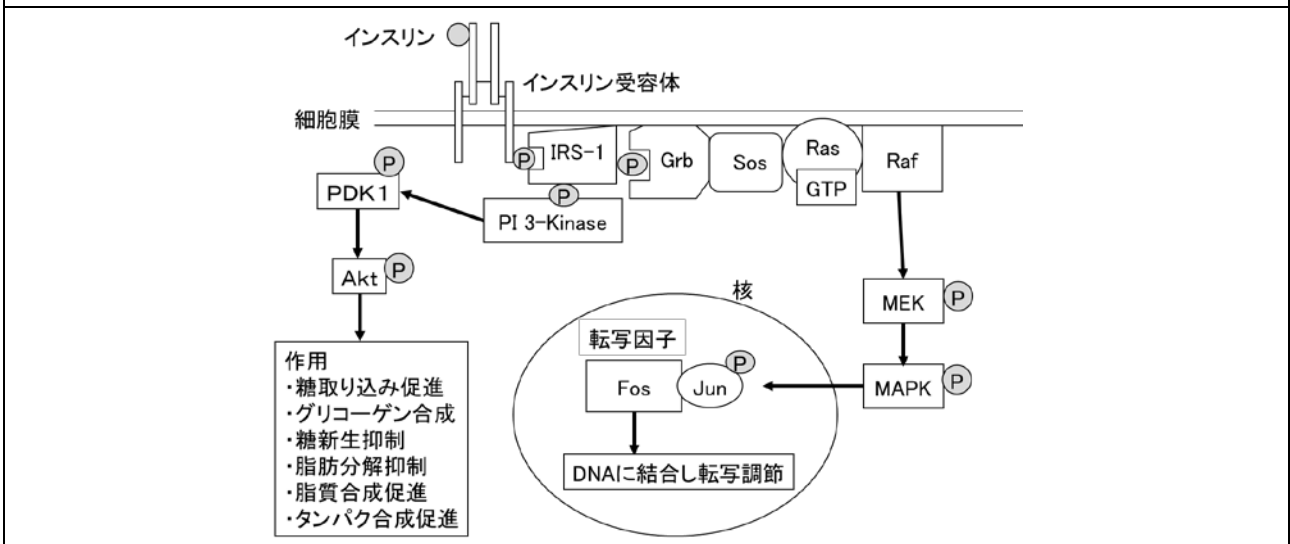 インスリン
インスリン受容体
細胞膜
P
IRS-1
P
Grb
Sos
Ras
GTP
Raf
P
PDK1
P
PI 3-Kinase
Akt
P
核
MEK
P
転写因子
P
Fos
Jun
MAPK
P
DNAに結合し転写調節
作用
・糖取り込み促進
・グリコーゲン合成
・糖新生抑制
・脂肪分解抑制
・脂質合成促進
・タンパク合成促進